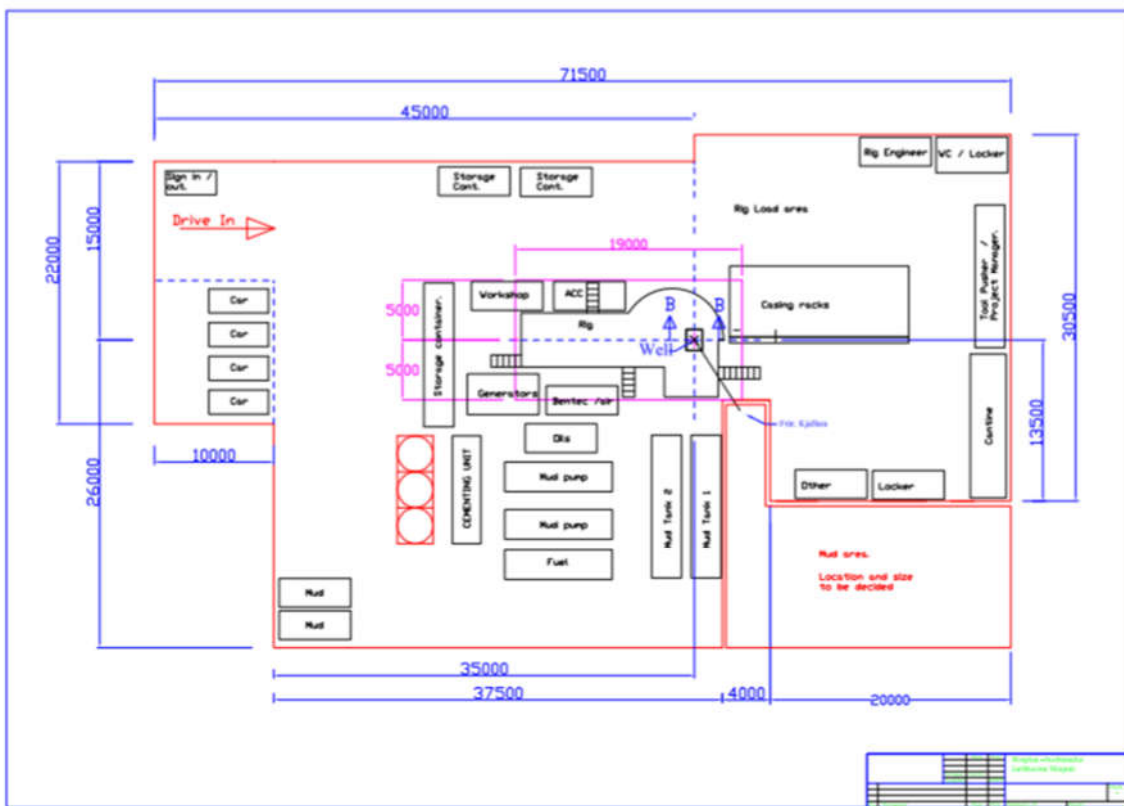 71500
45000
Sign in /
out.
Storage
Cont.
Storage
Cont.
Rig Engineer
WC / Locker
Drive In
Rig Load area
15000
22000
19000
Tool Pusher /
Project Manager.
30500
Car
Car
Car
Car
5000
5000
Storage container.
Workshop
ACC
Rig
B
B
Well
Casing racks
Generators
Bentec /
13500
Cantine
10000
26000
CEMENTING UNIT
Mud pump
Mud pump
Fuel
Mud Tank 2
Mud Tank 1
Other
Locker
Mud area.
Location and size
to be decided
Mud
Mud
35000
37500
4000
20000